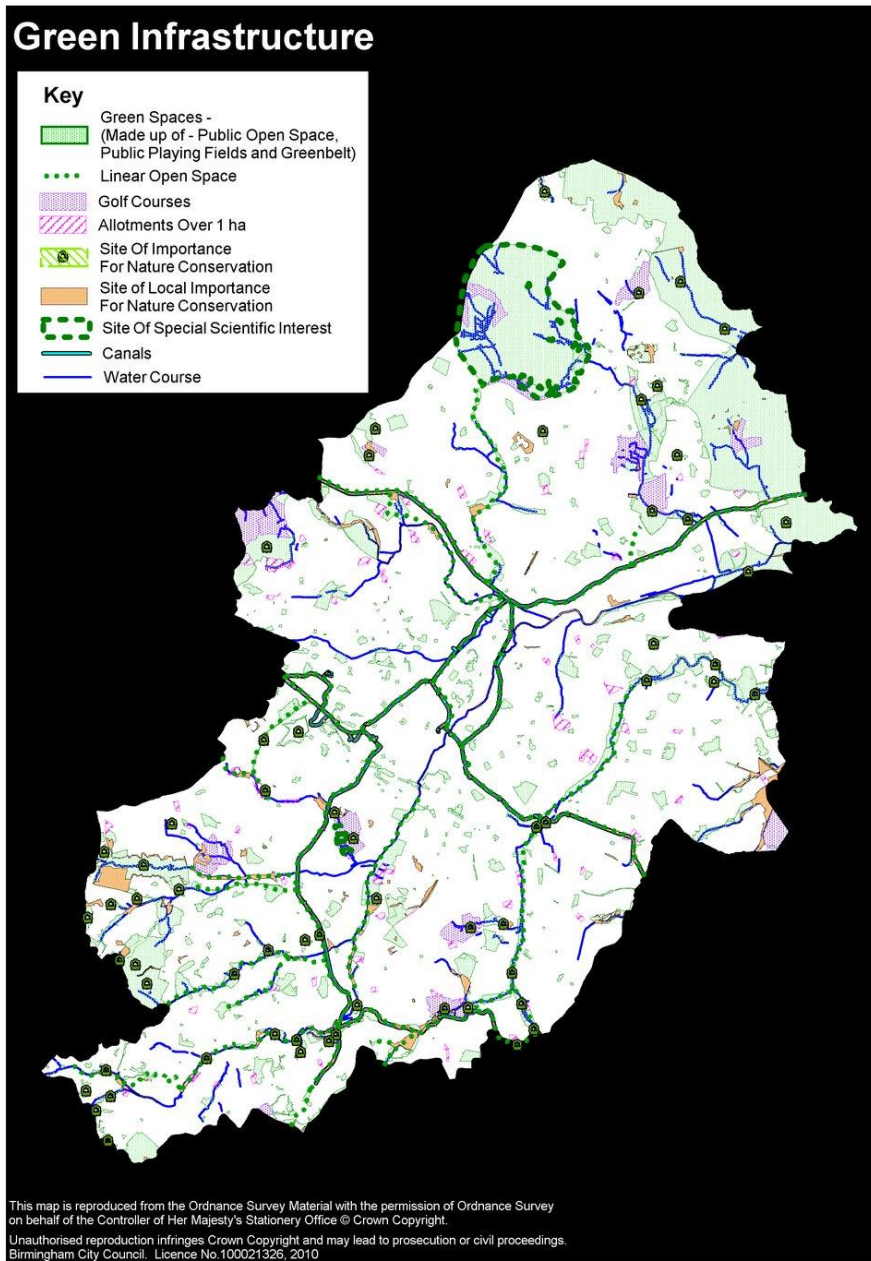 Green Infrastructure
Key
Green Spaces -
(Made up of - Public Open Space,
Public Playing Fields and Greenbelt)
Linear Open Space
Golf Courses
Allotments Over 1 ha
Site Of Importance
For Nature Conservation
Site of Local Importance
For Nature Conservation
Site Of Special Scientific Interest
Canals
Water Course
This map is reproduced from the Ordnance Survey Material with the permission of Ordnance Survey
on behalf of the Controller of Her Majesty's Stationery Office © Crown Copyright.
Unauthorised reproduction infringes Crown Copyright and may lead to prosecution or civil proceedings.
Birmingham City Council. Licence No.100021326, 2010